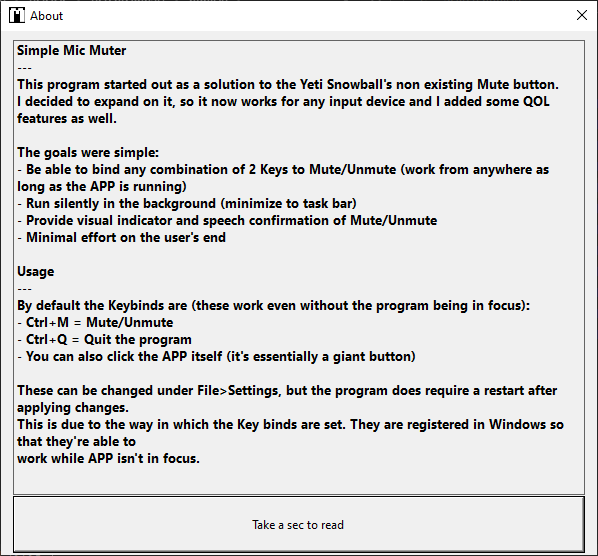 About
Simple Mic Muter
---
This program started out as a solution to the Yeti Snowball's non existing Mute button.
I decided to expand on it, so it now works for any input device and I added some QOL
features as well.
The goals were simple:
- Be able to bind any combination of 2 Keys to Mute/Unmute (work from anywhere as
long as the APP is running)
- Run silently in the background (minimize to task bar)
- Provide visual indicator and speech confirmation of Mute/Unmute
- Minimal effort on the user's end
Usage
---
By default the Keybinds are (these work even without the program being in focus):
- Ctrl+M = Mute/Unmute
- Ctrl+Q = Quit the program
- You can also click the APP itself (it's essentially a giant button)
These can be changed under File>Settings, but the program does require a restart after
applying changes.
This is due to the way in which the Key binds are set. They are registered in Windows so
that they're able to
work while APP isn't in focus.
Take a sec to read